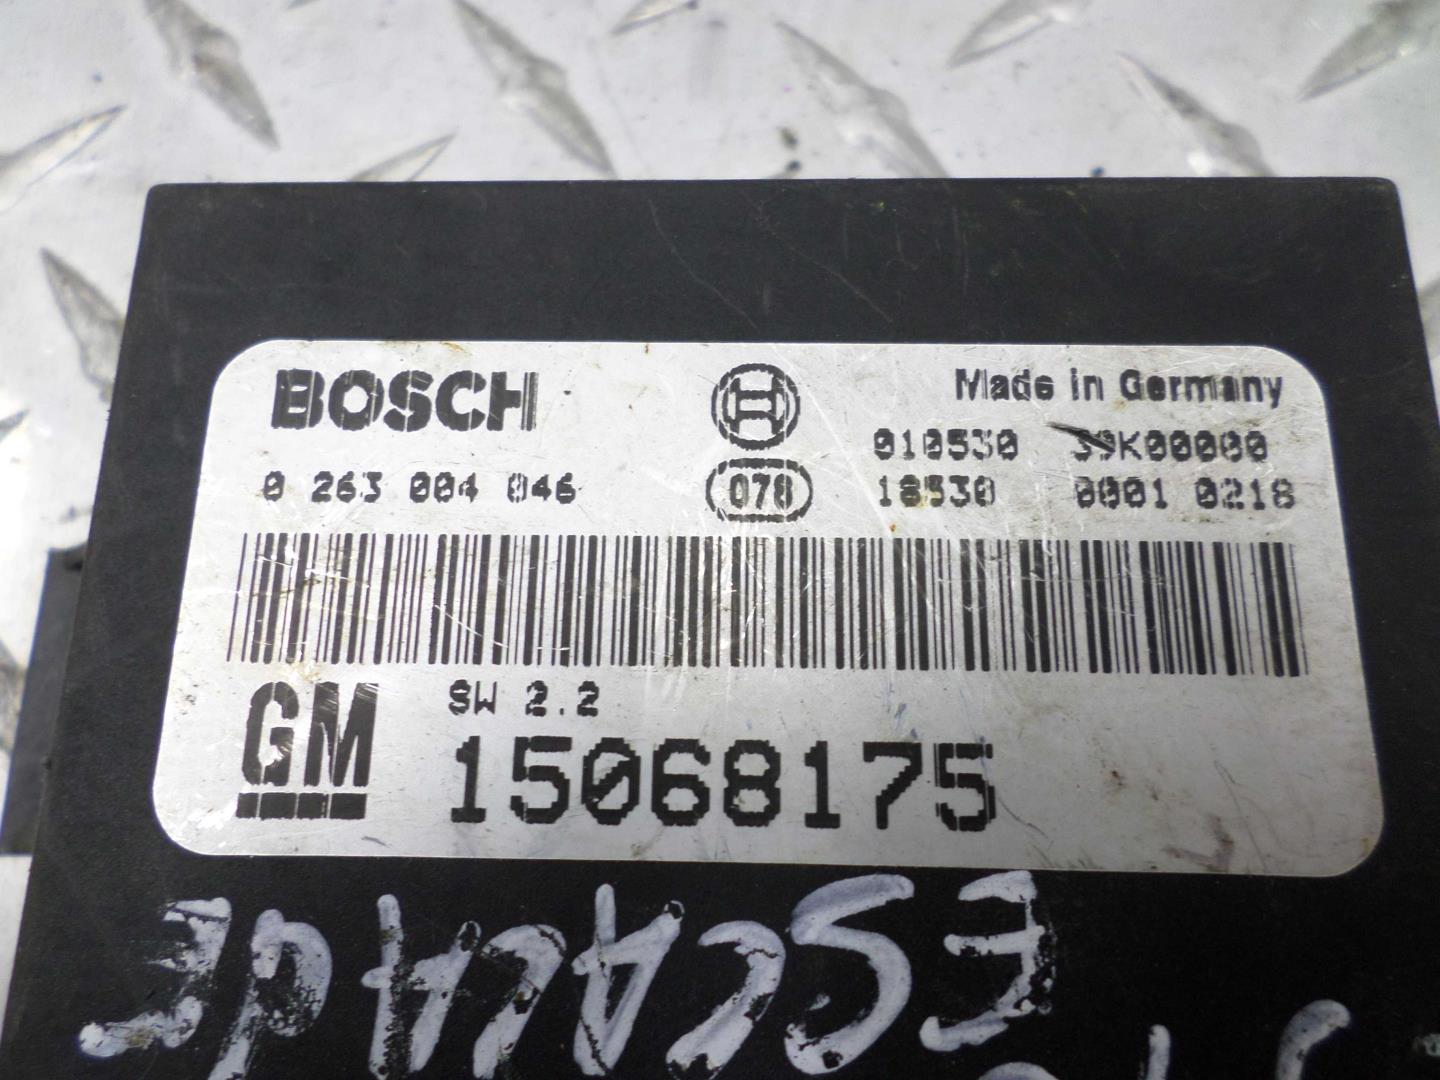 BOSCH
Made in Germany
010530 39K00000
0 263 004 046
078
18530 0001 0218
GM
SW 2.2
15068175